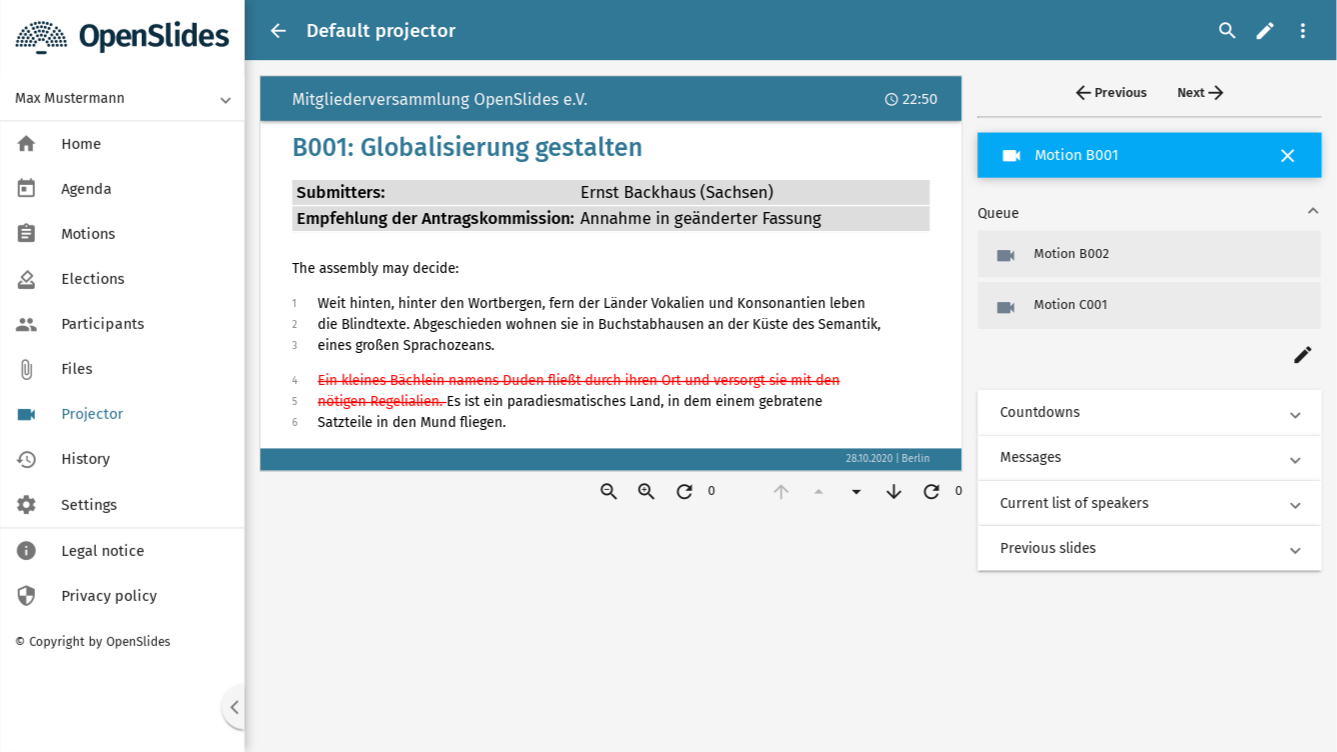 OpenSlides
Max Mustermann
Home
Agenda
Motions
Elections
Participants
Files
Projector
History
Settings
Legal notice
Privacy policy
© Copyright by OpenSlides
Default projector
Mitgliederversammlung OpenSlides e.V.
22:50
B001: Globalisierung gestalten
Submitters: Ernst Backhaus (Sachsen)
Empfehlung der Antragskommission: Annahme in geänderter Fassung
The assembly may decide:
1 Weit hinten, hinter den Wortbergen, fern der Länder Vokalien und Konsonantien leben
2 die Blindtexte. Abgeschieden wohnen sie in Buchstabhausen an der Küste des Semantik,
3 eines großen Sprachozeans.
4 Ein kleines Bächlein namens Duden fließt durch ihren Ort und versorgt sie mit den
5 nötigen Regelialien. Es ist ein paradiesmatisches Land, in dem einem gebratene
6 Satzteile in den Mund fliegen.
28.10.2020 | Berlin
0
0
Previous
Next
Motion B001
Queue
Motion B002
Motion C001
Countdowns
Messages
Current list of speakers
Previous slides